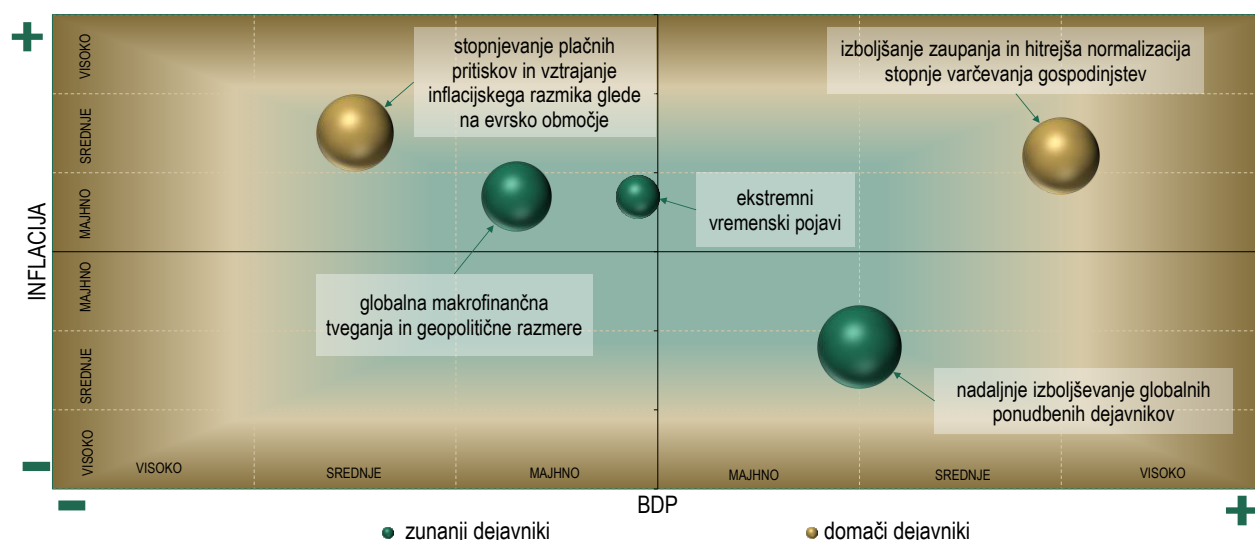 +
VISOKO
SREDNJE
MAJHNO
MAJHNO
SREDNJE
VISOKO
INFLACIJA
stopnjevanje plačnih
pritiskov in vztrajanje
inflacijskega razmika glede
na evrsko območje
izboljšanje zaupanja in hitrejša normalizacija
stopnje varčevanja gospodinjstev
ekstremni
vremenski pojavi
globalna makrofinančna
tveganja in geopolitične razmere
nadaljnje izboljševanje globalnih
ponudbenih dejavnikov
VISOKO
SREDNJE
MAJHNO
MAJHNO
SREDNJE
VISOKO
−
−
BDP
+
zunanji dejavniki
domači dejavniki